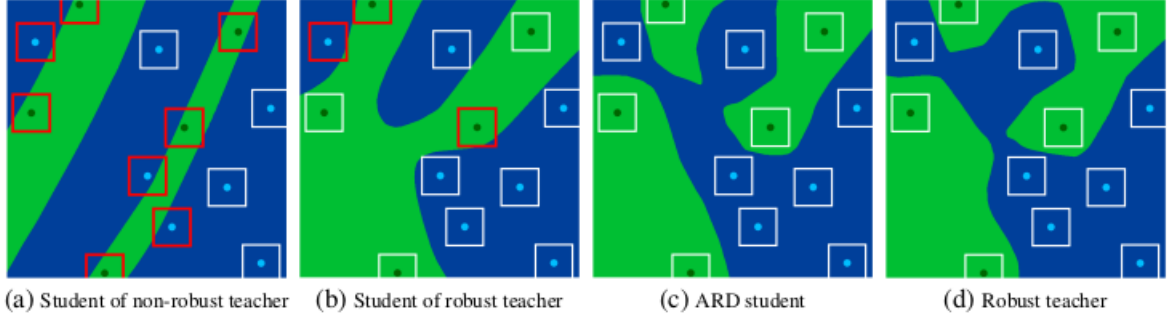 (a) Student of non-robust teacher
(b) Student of robust teacher
(c) ARD student
(d) Robust teacher